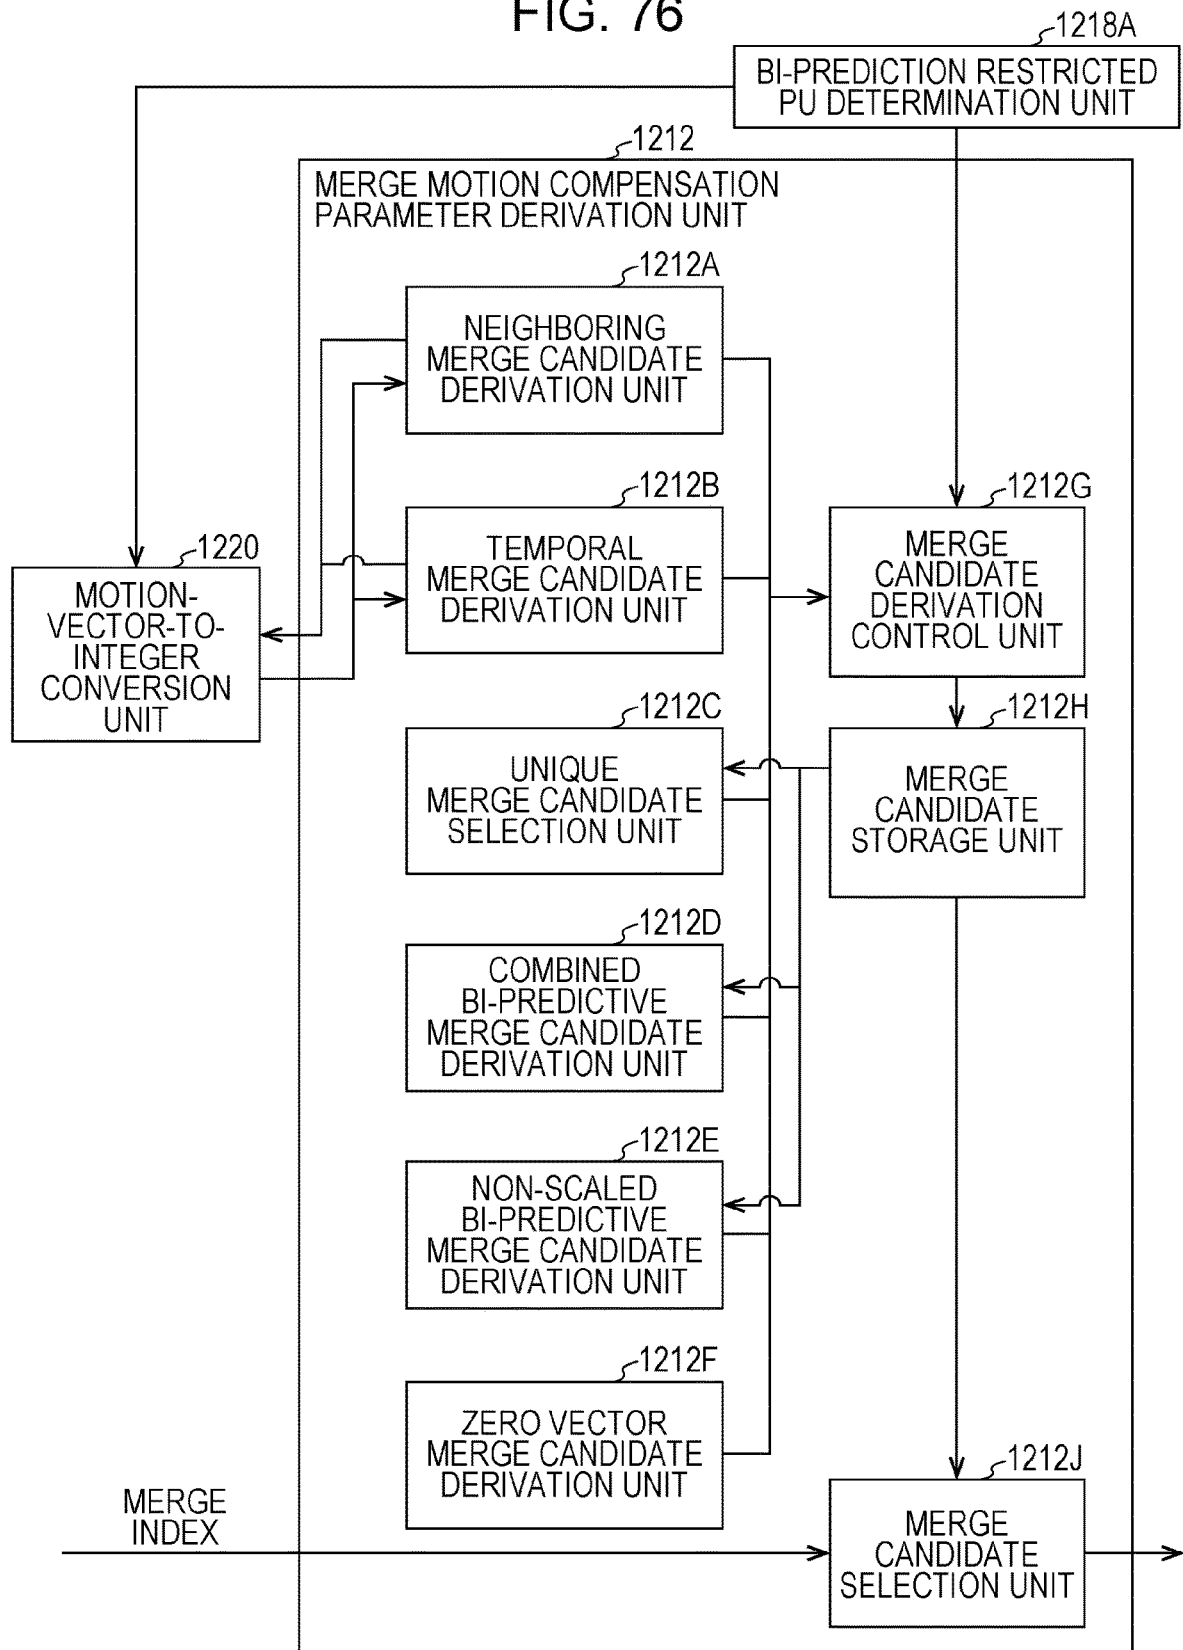 FIG. 76
1218A
BI-PREDICTION RESTRICTED
PU DETERMINATION UNIT
1212
MERGE MOTION COMPENSATION
PARAMETER DERIVATION UNIT
1212A
NEIGHBORING
MERGE CANDIDATE
DERIVATION UNIT
1212B
TEMPORAL
MERGE CANDIDATE
DERIVATION UNIT
1212G
MERGE
CANDIDATE
DERIVATION
CONTROL UNIT
1220
MOTION-
VECTOR-TO-
INTEGER
CONVERSION
UNIT
1212C
UNIQUE
MERGE CANDIDATE
SELECTION UNIT
1212H
MERGE
CANDIDATE
STORAGE UNIT
1212D
COMBINED
BI-PREDICTIVE
MERGE CANDIDATE
DERIVATION UNIT
1212E
NON-SCALED
BI-PREDICTIVE
MERGE CANDIDATE
DERIVATION UNIT
1212F
ZERO VECTOR
MERGE CANDIDATE
DERIVATION UNIT
MERGE
INDEX
1212J
MERGE
CANDIDATE
SELECTION UNIT